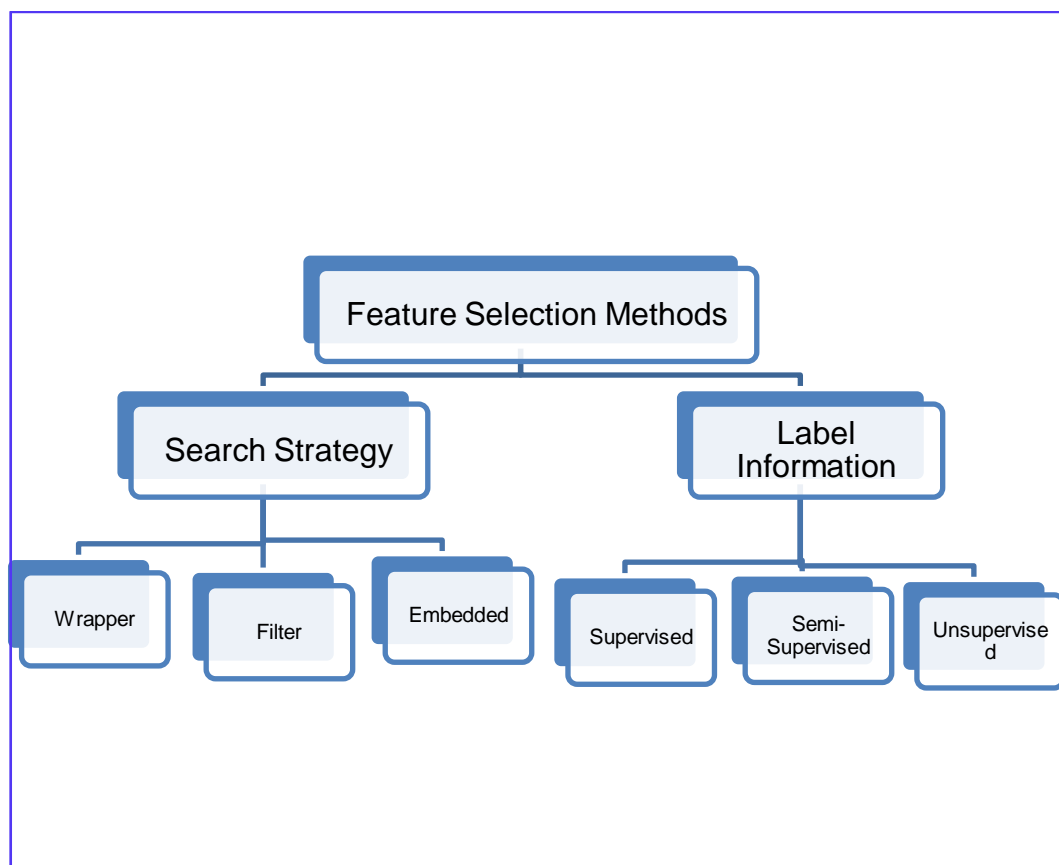 Feature Selection Methods
Search Strategy
Label
Information
Wrapper
Filter
Embedded
Supervised
Semi-
Supervised
Unsupervise
d